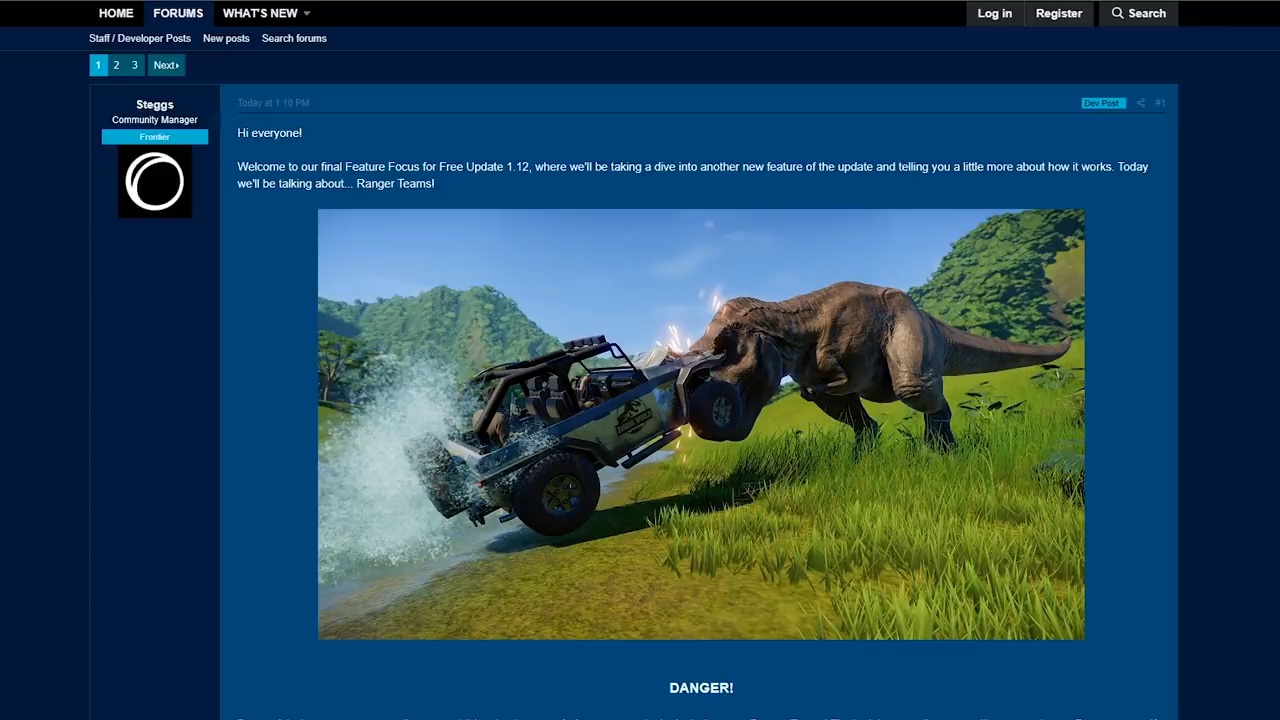 HOME FORUMS WHAT'S NEW Log in Register Search
Staff / Developer Posts New posts Search forums
1 2 3 Next
Steggs
Community Manager
Frontier
Today at 1 10 PM Dev Post #1
Hi everyone!
Welcome to our final Feature Focus for Free Update 1.12, where we'll be taking a dive into another new feature of the update and telling you a little more about how it works. Today
we'll be talking about... Ranger Teams!
JURASSIC WORLD
DANGER!